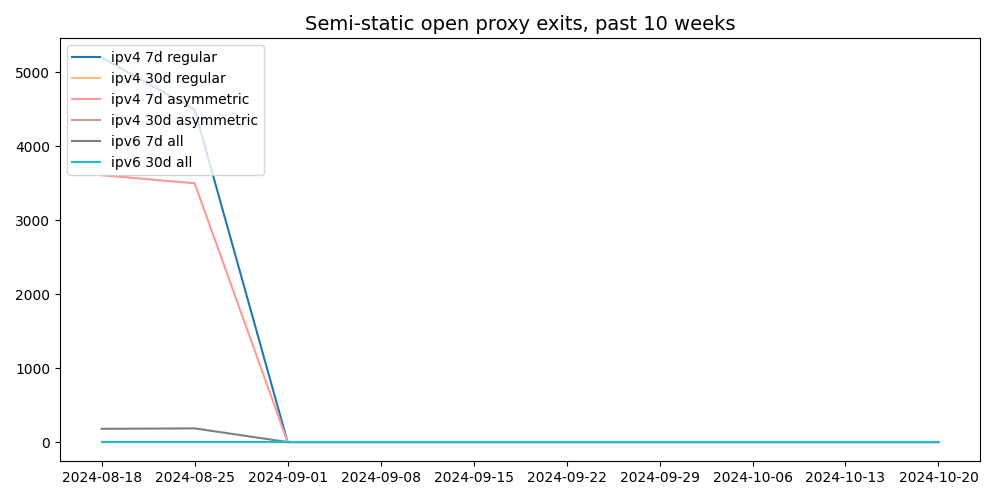 Semi-static open proxy exits, past 10 weeks
ipv4 7d regular
ipv4 30d regular
ipv4 7d asymmetric
ipv4 30d asymmetric
ipv6 7d all
ipv6 30d all
5000
4000
3000
2000
1000
0
2024-08-18 2024-08-25 2024-09-01 2024-09-08 2024-09-15 2024-09-22 2024-09-29 2024-10-06 2024-10-13 2024-10-20